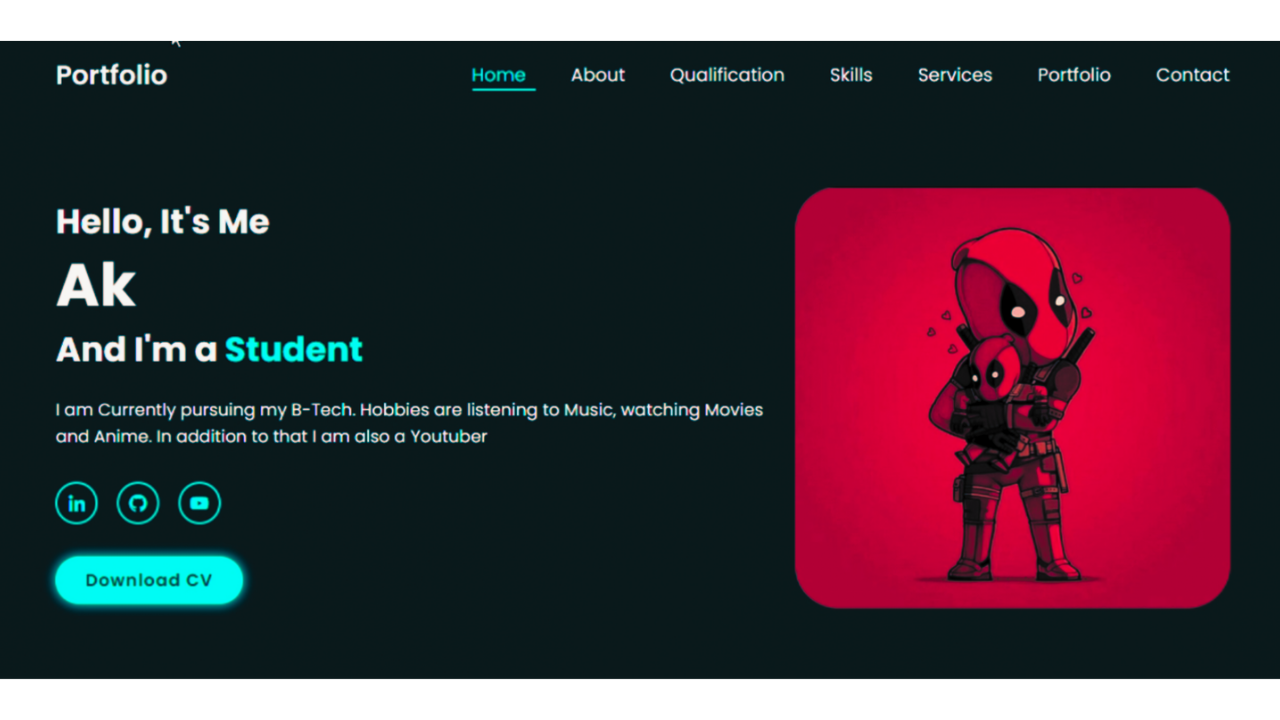 Portfolio
Home About Qualification Skills Services Portfolio Contact
Hello, It's Me
Ak
And I'm a Student
I am Currently pursuing my B-Tech. Hobbies are listening to Music, watching Movies
and Anime. In addition to that I am also a Youtuber
in
Download CV